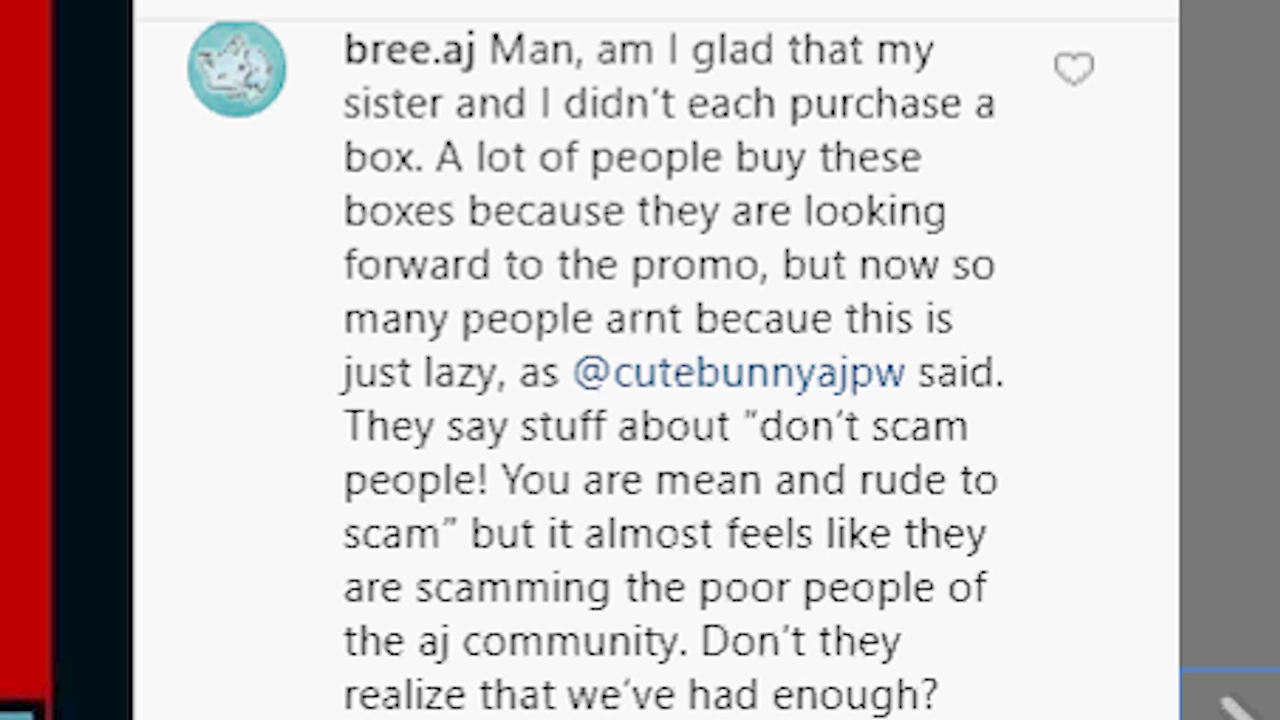 bree.aj Man, am I glad that my
sister and I didn't each purchase a
box. A lot of people buy these
boxes because they are looking
forward to the promo, but now so
many people arnt becaue this is
just lazy, as @cutebunnyajpw said.
They say stuff about "don't scam
people! You are mean and rude to
scam" but it almost feels like they
are scamming the poor people of
the aj community. Don't they
realize that we've had enough?